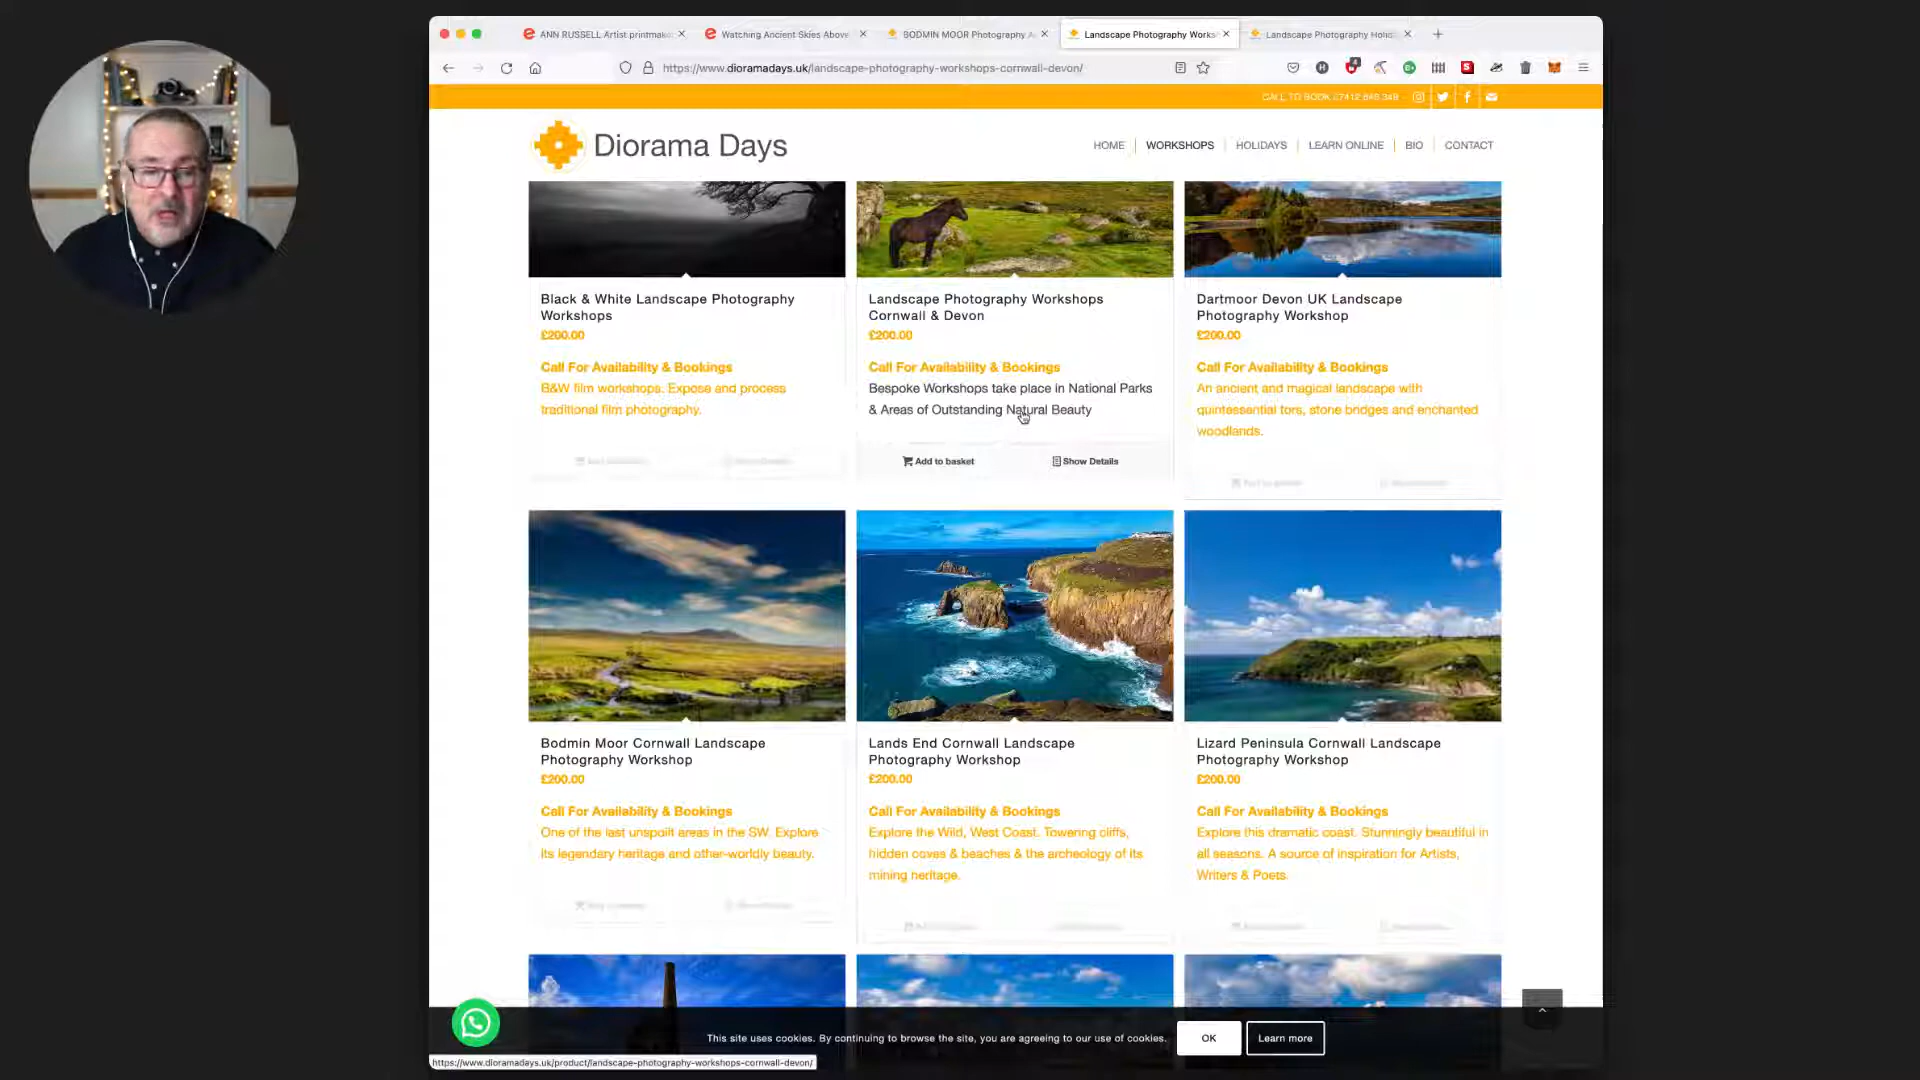 ANN RUSSELL Artist printmake
Watching Ancient Skies Above
BODMIN MOOR Photography A
Landscape Photography Works
Landscape Photography Holid
https://www.dioramadays.uk/landscape-photography-workshops-cornwall-devon/
CALL TO BOOK
Diorama Days
HOME
WORKSHOPS
HOLIDAYS
LEARN ONLINE
BIO
CONTACT
Black & White Landscape Photography
Workshops
£200.00
Call For Availability & Bookings
B&W film workshops. Expose and process
traditional film photography.
Landscape Photography Workshops
Cornwall & Devon
£200.00
Call For Availability & Bookings
Bespoke Workshops take place in National Parks
& Areas of Outstanding Natural Beauty
Add to basket
Show Details
Dartmoor Devon UK Landscape
Photography Workshop
£200.00
Call For Availability & Bookings
An ancient and magical landscape with
quintessential tors, stone bridges and enchanted
woodlands.
Bodmin Moor Cornwall Landscape
Photography Workshop
£200.00
Call For Availability & Bookings
One of the last unspoilt areas in the SW. Explore
its legendary heritage and other-worldly beauty.
Lands End Cornwall Landscape
Photography Workshop
£200.00
Call For Availability & Bookings
Explore the Wild, West Coast. Towering cliffs,
hidden coves & beaches & the archeology of its
mining heritage.
Lizard Peninsula Cornwall Landscape
Photography Workshop
£200.00
Call For Availability & Bookings
Explore this dramatic coast. Stunningly beautiful in
all seasons. A source of inspiration for Artists,
Writers & Poets.
This site uses cookies. By continuing to browse the site, you are agreeing to our use of cookies.
OK
Learn more
https://www.dioramadays.uk/product/landscape-photography-workshops-cornwall-devon/